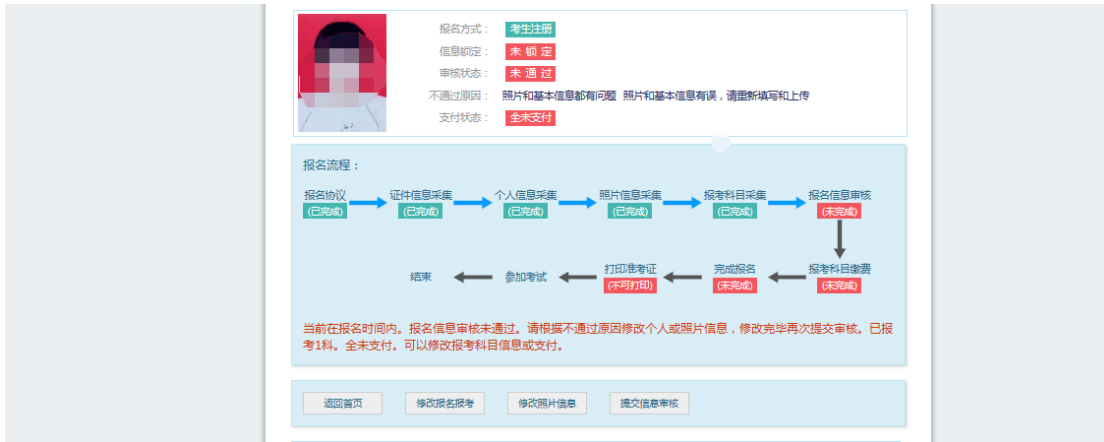 报名方式： 考生注册
信息锁定： 未 锁 定
审核状态： 未 通 过
不通过原因： 照片和基本信息都有问题 照片和基本信息有误，请重新填写和上传
支付状态： 全未支付
报名流程：
报名协议 证件信息采集 个人信息采集 照片信息采集 报考科目采集 报名信息审核
(已完成) (已完成) (已完成) (已完成) (已完成) (未完成)
结束 参加考试 打印准考证 完成报名 报考科目缴费
(不可打印) (未完成) (未完成)
当前在报名时间内。报名信息审核未通过。请根据不通过原因修改个人或照片信息，修改完毕再次提交审核。已报
考1科。全未支付。可以修改报考科目信息或支付。
返回首页 修改报名报考 修改照片信息 提交信息审核